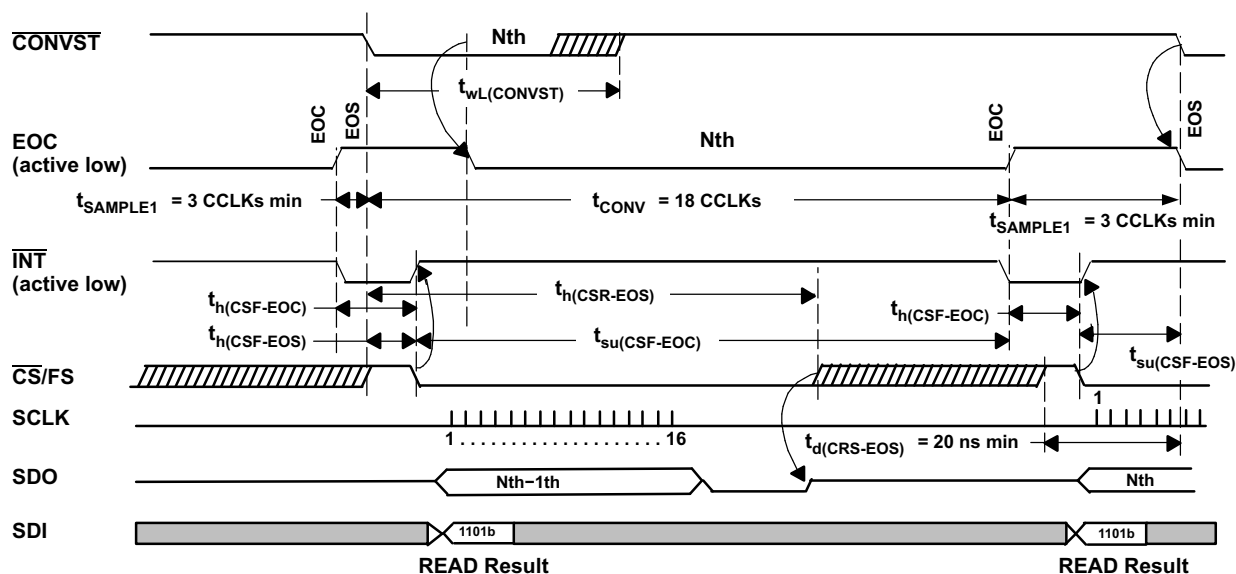 CONVST
Nth
twL(CONVST)
EOC
EOS
EOC
EOS
EOC
(active low)
Nth
tSAMPLE1 = 3 CCLKs min
tCONV = 18 CCLKs
tSAMPLE1 = 3 CCLKs min
INT
(active low)
th(CSF-EOC)
th(CSR-EOS)
th(CSF-EOC)
th(CSF-EOS)
tsu(CSF-EOC)
tsu(CSF-EOS)
CS/FS
1
SCLK
1 . . . . . . . . . . . . . . . . . . . . . 16
td(CRS-EOS) = 20 ns min
SDO
Nth−1th
Nth
SDI
1101b
1101b
READ Result
READ Result